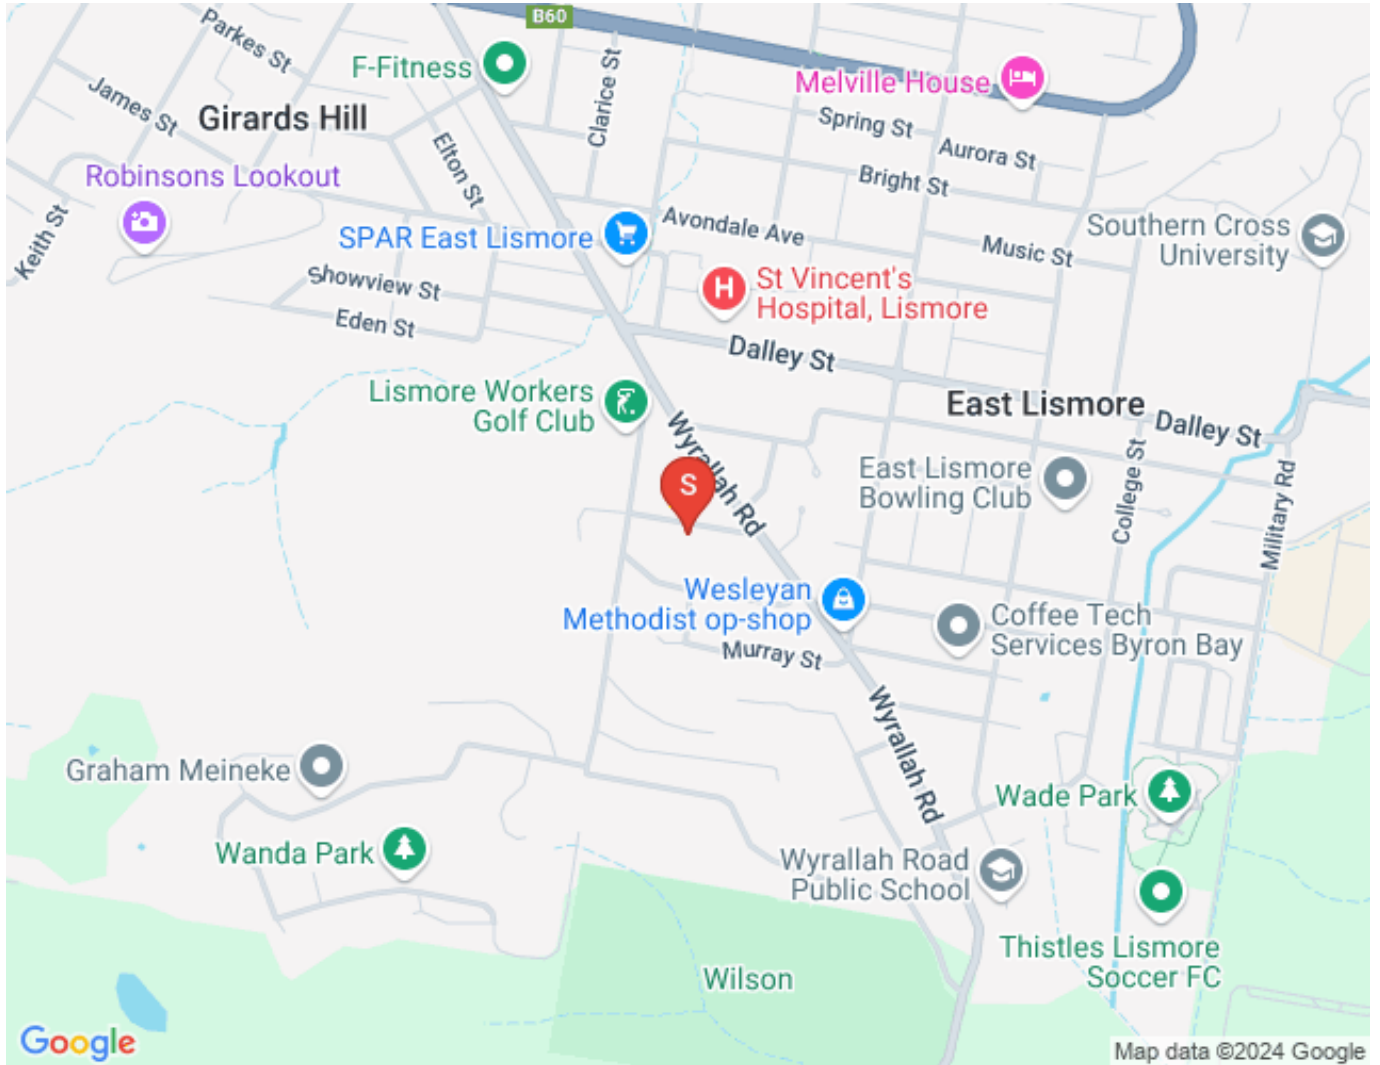 B60
Parkes St
F-Fitness
Clarice St
Melville House
James St
Girards Hill
Spring St
Aurora St
Elton St
Robinsons Lookout
Bright St
Keith St
Avondale Ave
Southern Cross
University
SPAR East Lismore
Music St
Showview St
St Vincent's
Hospital, Lismore
Eden St
Dalley St
Lismore Workers
Golf Club
East Lismore
Dalley St
Wyrallah Rd
S
East Lismore
Bowling Club
College St
Military Rd
Wesleyan
Methodist op-shop
Coffee Tech
Services Byron Bay
Murray St
Wyrallah Rd
Graham Meineke
Wade Park
Wanda Park
Wyrallah Road
Public School
Thistles Lismore
Soccer FC
Wilson
Google
Map data ©2024 Google